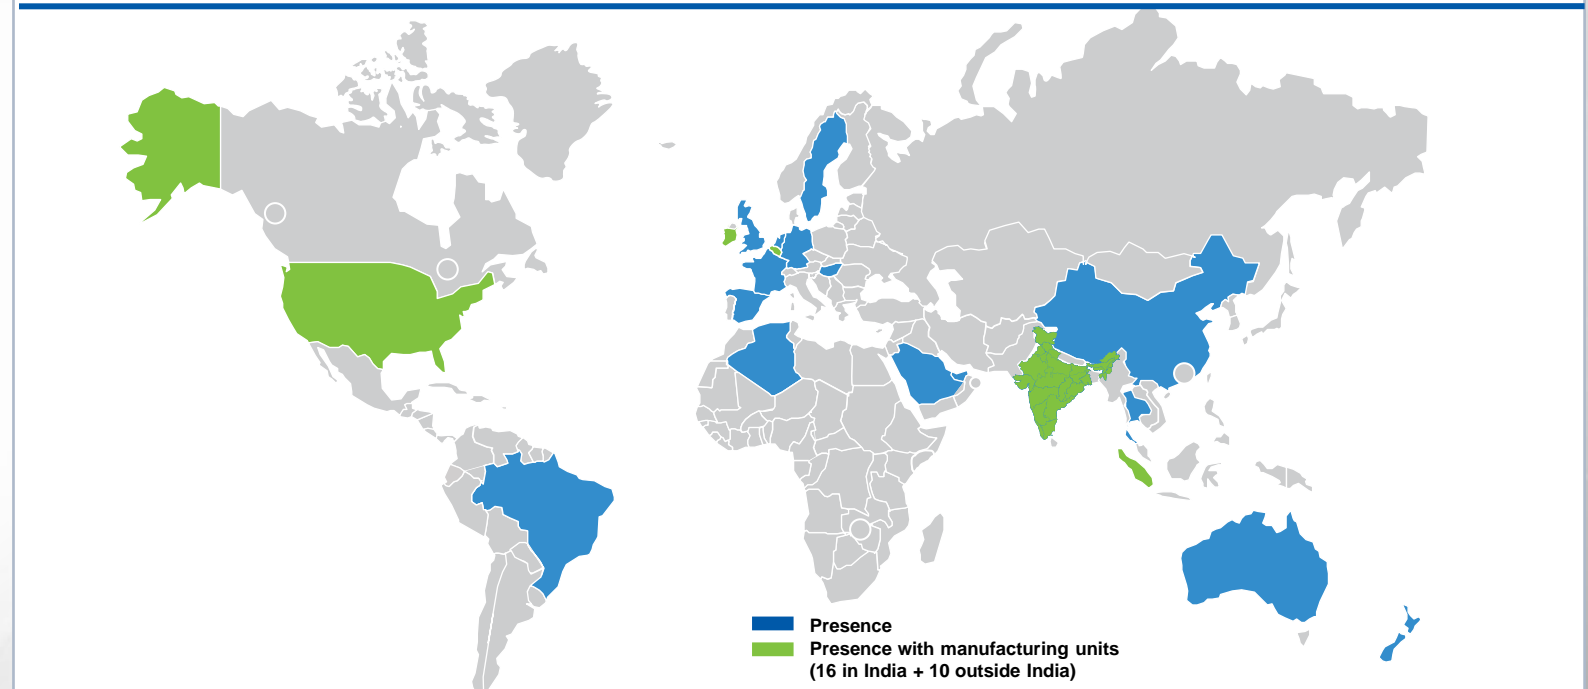 Presence
Presence with manufacturing units
(16 in India + 10 outside India)